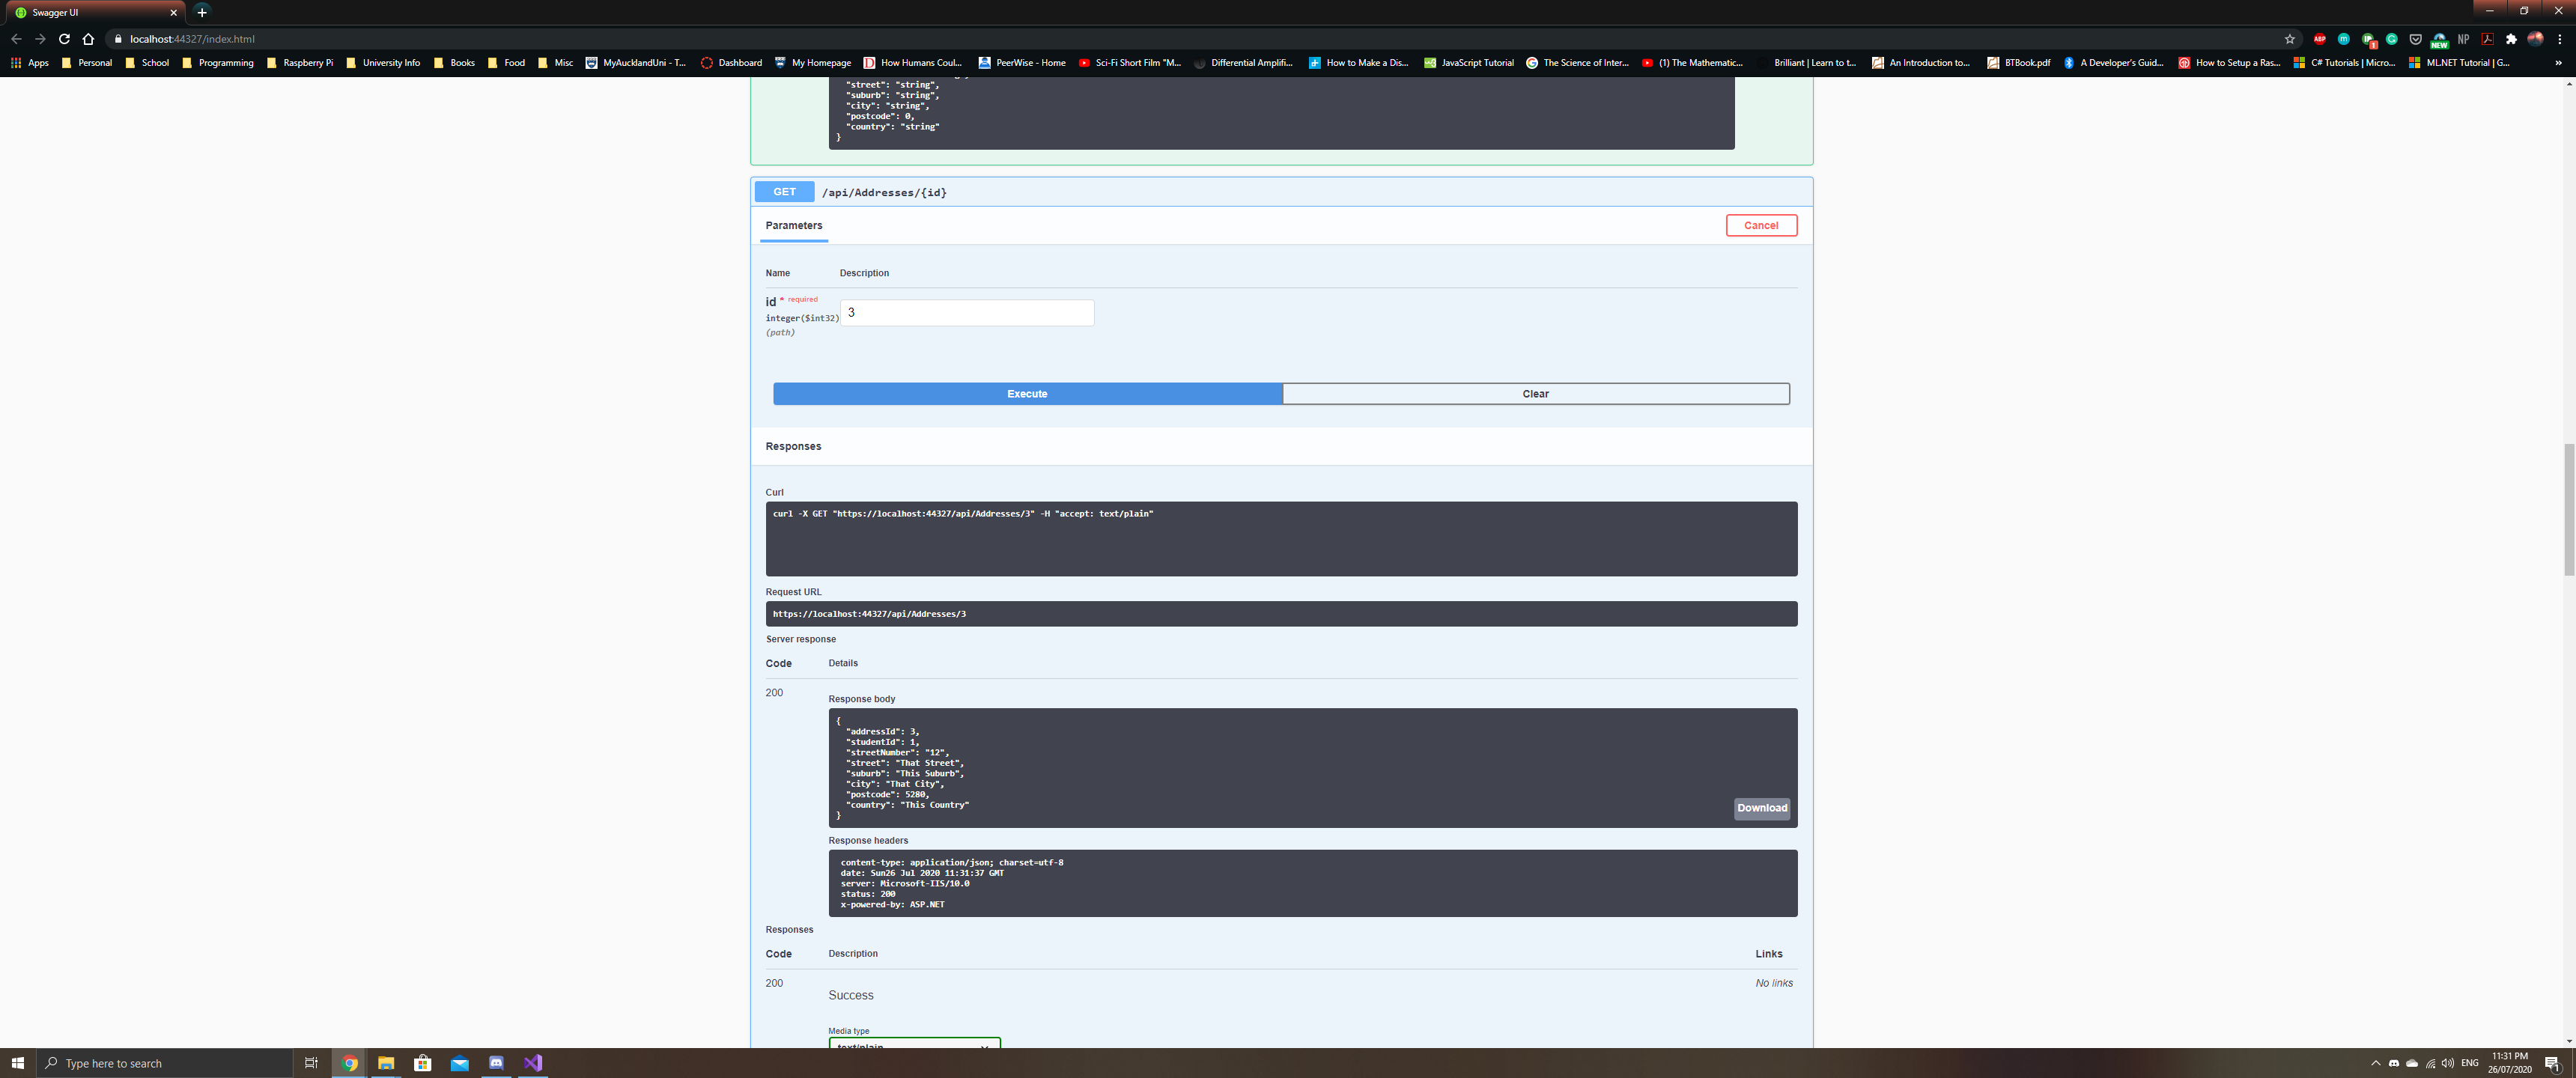 Swagger UI
localhost:44327/index.html
ABP
NEW
NP
1
Apps
Personal
School
Programming
Raspberry Pi
University Info
Books
Food
Misc
MyAucklandUni - T...
Dashboard
My Homepage
How Humans Coul...
PeerWise - Home
Sci-Fi Short Film "M...
Differential Amplifi...
How to Make a Dis...
JavaScript Tutorial
The Science of Inter...
(1) The Mathematic...
Brilliant | Learn to t...
An Introduction to...
BTBook.pdf
A Developer's Guid...
How to Setup a Ras...
C# Tutorials | Micro...
ML.NET Tutorial | G...
»
"street": "string",
"suburb": "string",
"city": "string",
"postcode": 0,
"country": "string"
}
GET /api/Addresses/{id}
Parameters
Cancel
Name Description
id * required
integer($int32)
(path)
3
Execute
Clear
Responses
Curl
curl -X GET "https://localhost:44327/api/Addresses/3" -H "accept: text/plain"
Request URL
https://localhost:44327/api/Addresses/3
Server response
Code Details
200
Response body
{
"addressId": 3,
"studentId": 1,
"streetNumber": "12",
"street": "That Street",
"suburb": "This Suburb",
"city": "That City",
"postcode": 5280,
"country": "This Country"
}
Download
Response headers
content-type: application/json; charset=utf-8
date: Sun26 Jul 2020 11:31:37 GMT
server: Microsoft-IIS/10.0
status: 200
x-powered-by: ASP.NET
Responses
Code Description Links
200
Success
No links
Media type
text/plain
Type here to search
ENG
11:31 PM
26/07/2020
1